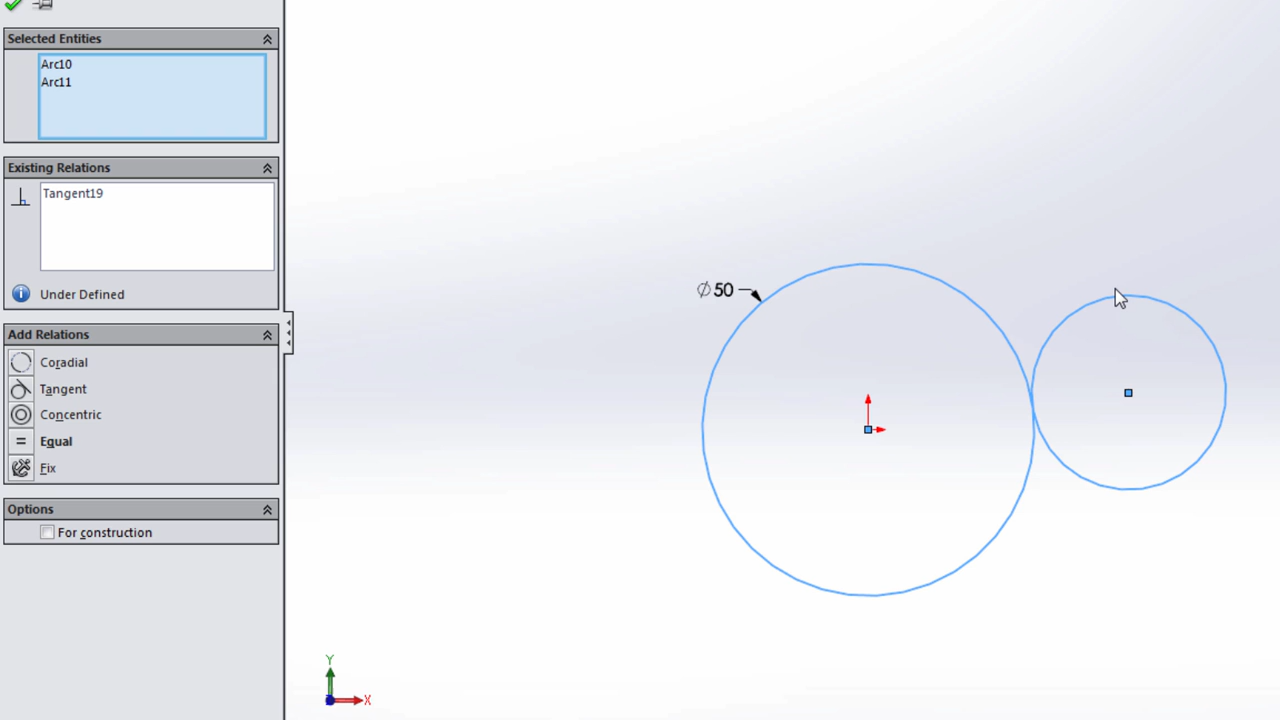 Selected Entities
Arc10
Arc11
Existing Relations
Tangent19
Under Defined
Add Relations
Coradial
Tangent
Concentric
Equal
Fix
Options
For construction
∅50
Y
X